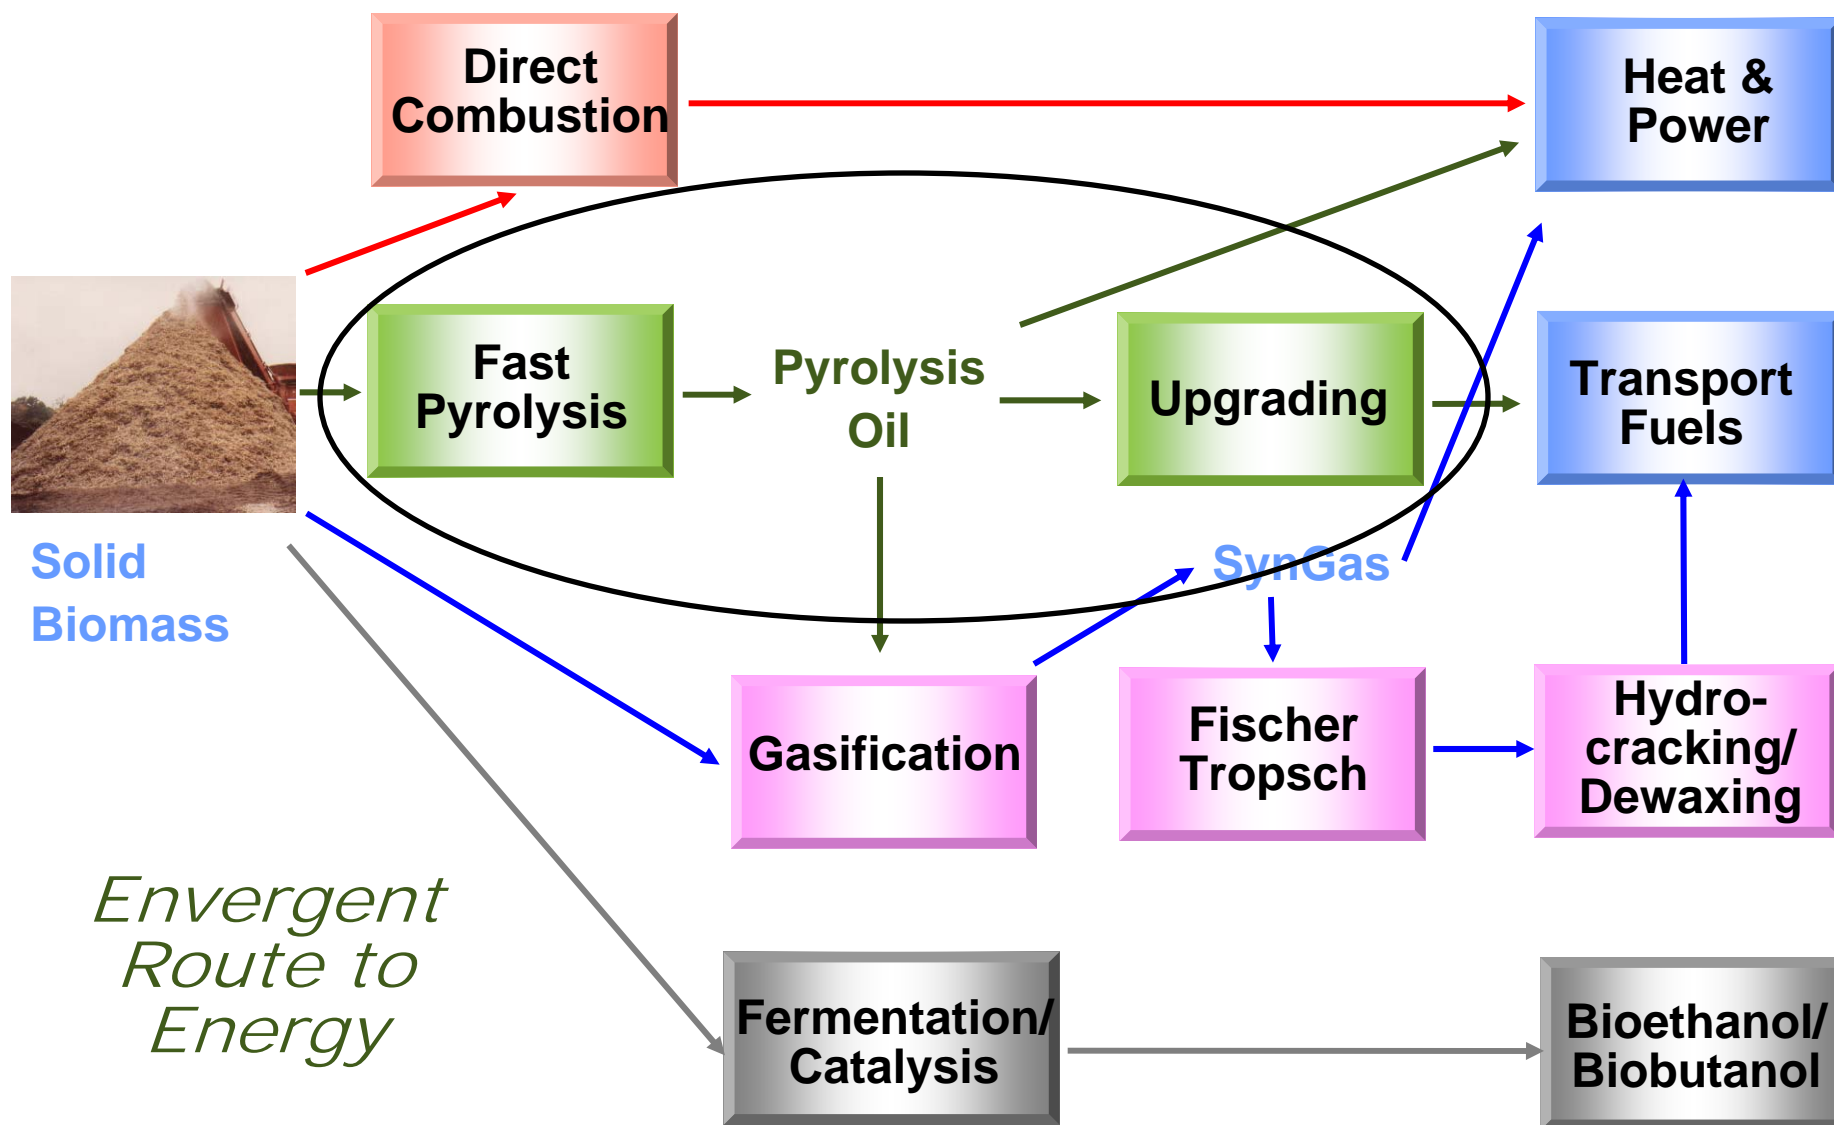 Direct
Combustion
Heat &
Power
Fast
Pyrolysis
Pyrolysis
Oil
Upgrading
Transport
Fuels
Solid
Biomass
SynGas
Gasification
Fischer
Tropsch
Hydro-
cracking/
Dewaxing
Envergent
Route to
Energy
Fermentation/
Catalysis
Bioethanol/
Biobutanol